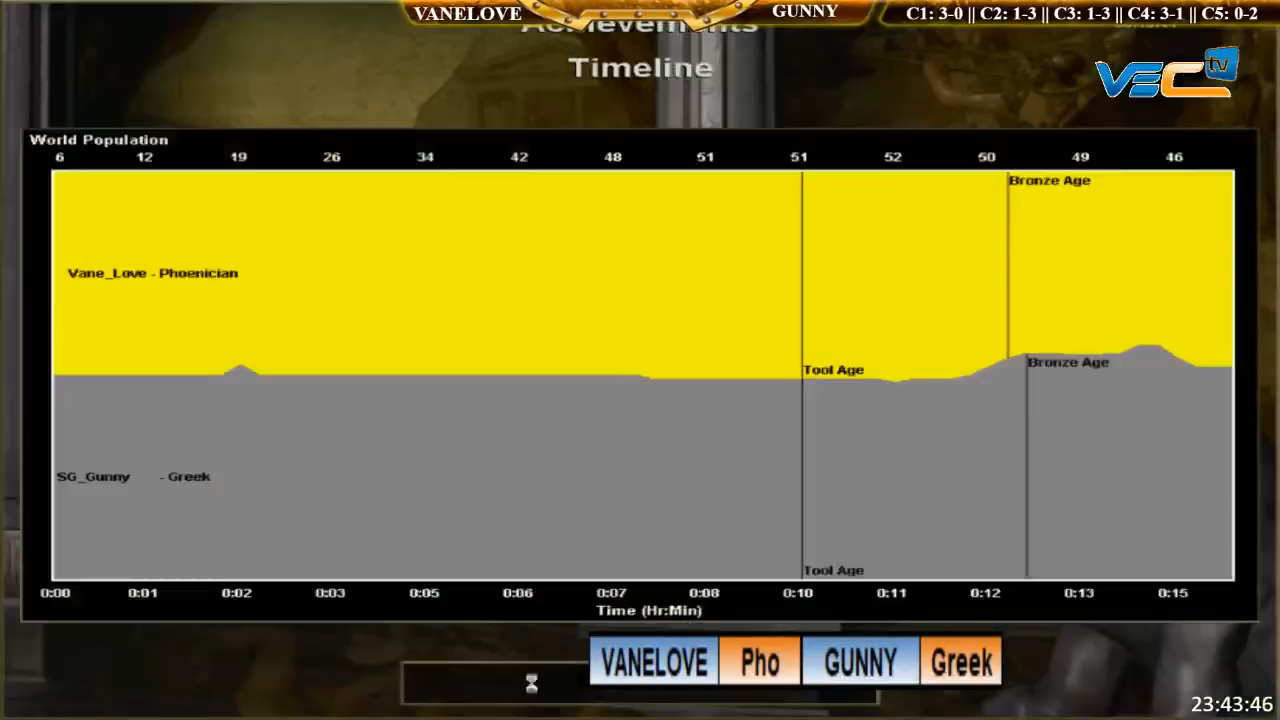 VANELOVE GUNNY C1: 3-0 || C2: 1-3 || C3: 1-3 || C4: 3-1 || C5: 0-2
Achievements
Timeline
VEC tv
World Population
6 12 19 26 34 42 48 51 51 52 50 49 46
Bronze Age
Vane_Love - Phoenician
Bronze Age
Tool Age
SG_Gunny - Greek
Tool Age
0:00 0:01 0:02 0:03 0:05 0:06 0:07 0:08 0:10 0:11 0:12 0:13 0:15
Time (Hr:Min)
VANELOVE Pho GUNNY Greek
23:43:46